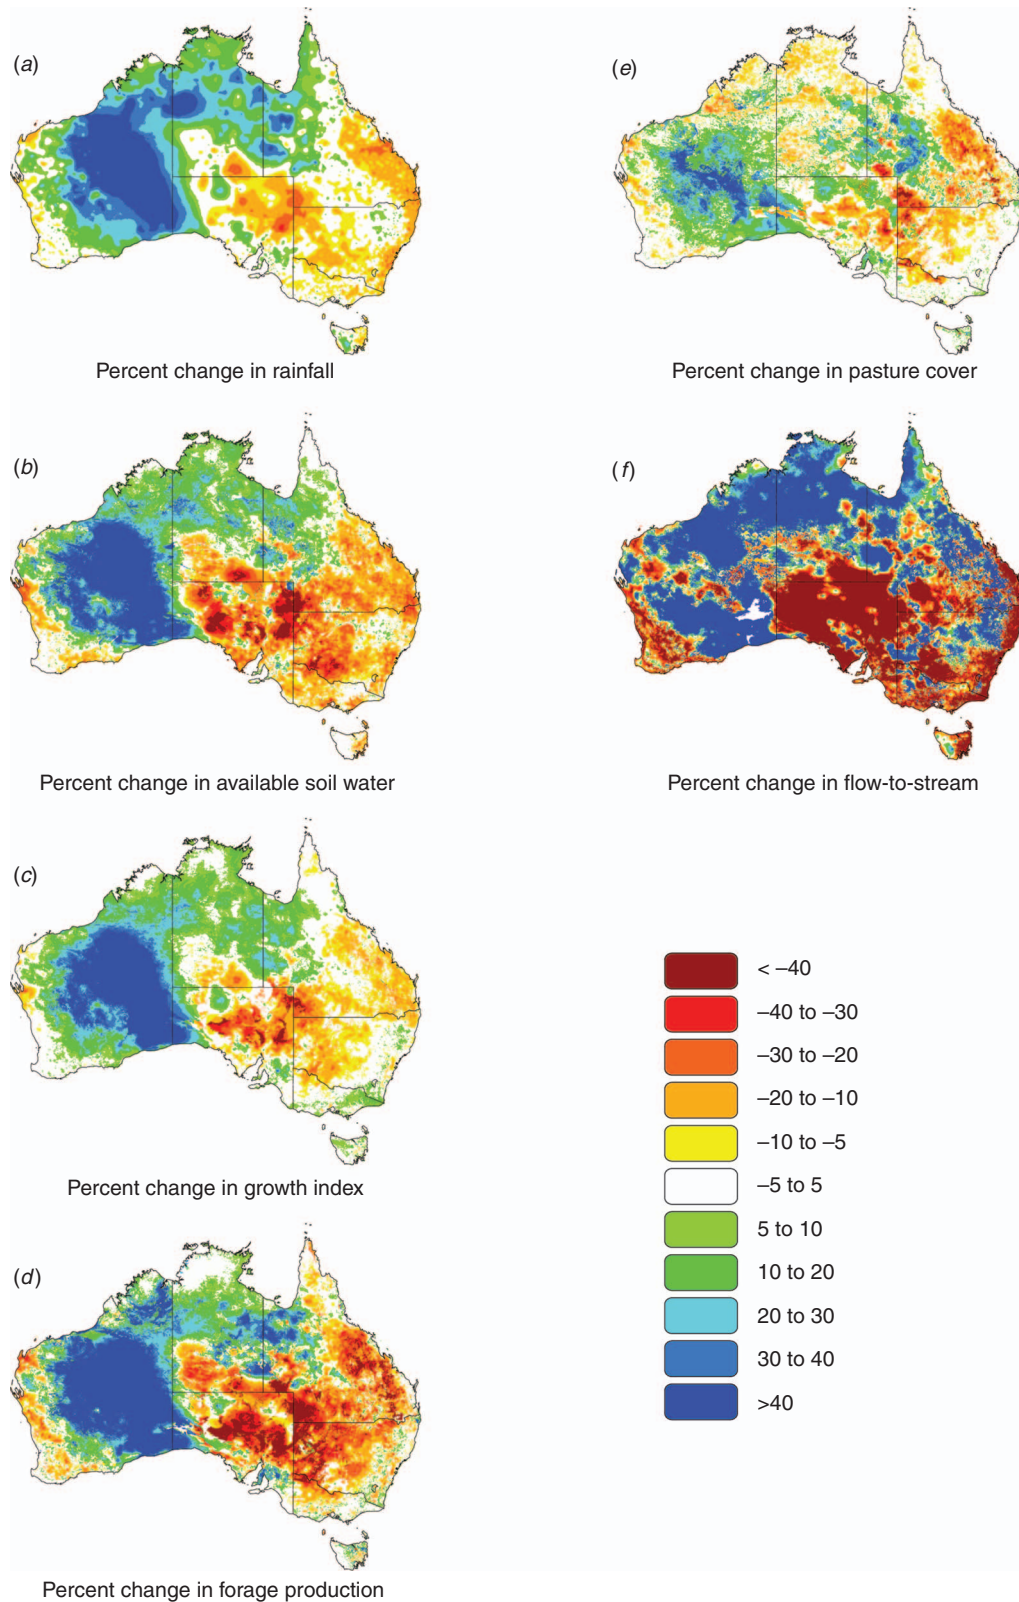 (a)
Percent change in rainfall
(b)
Percent change in available soil water
(c)
Percent change in growth index
(d)
Percent change in forage production
(e)
Percent change in pasture cover
(f)
Percent change in flow-to-stream
< –40
–40 to –30
–30 to –20
–20 to –10
–10 to –5
–5 to 5
5 to 10
10 to 20
20 to 30
30 to 40
>40